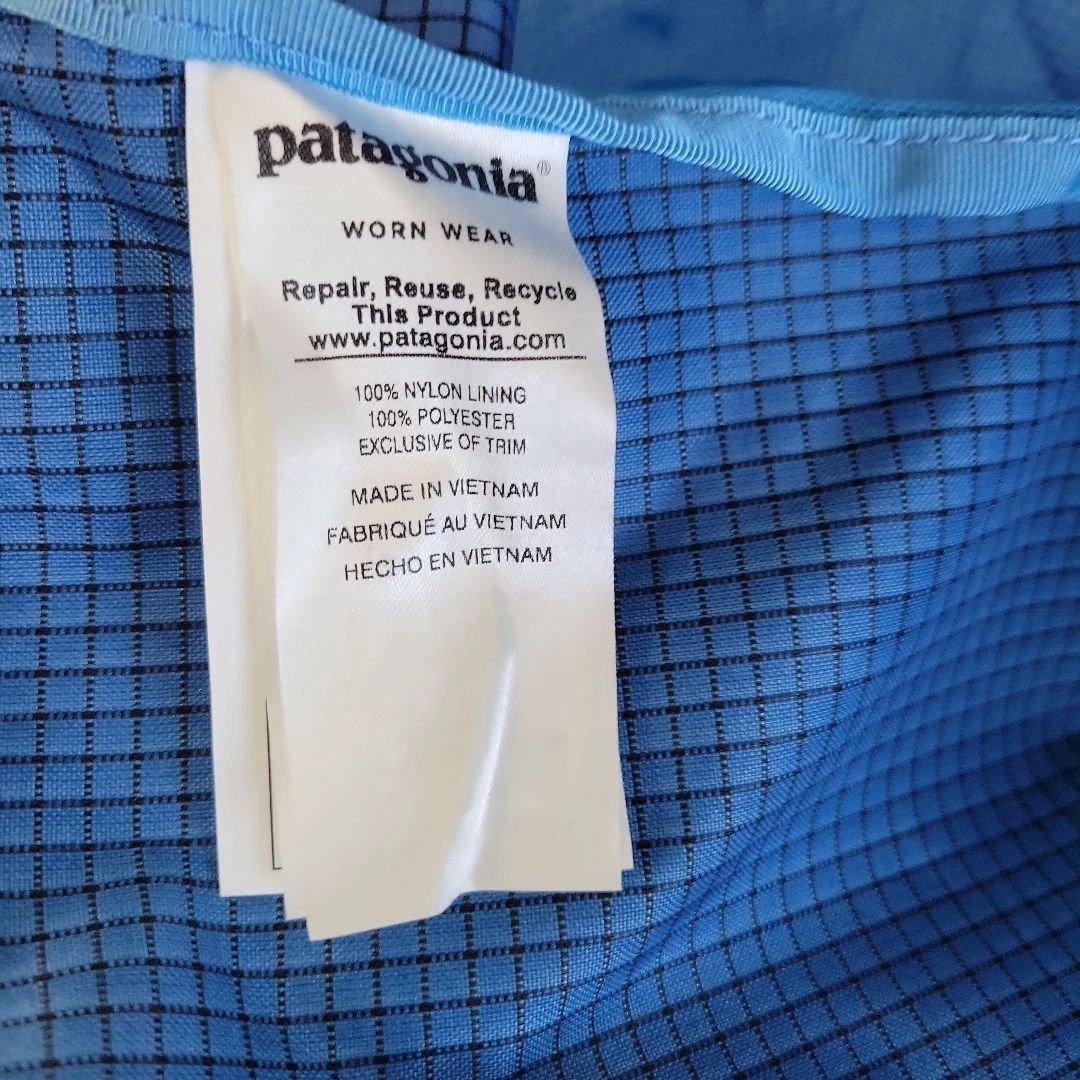 patagonia®
WORN WEAR
Repair, Reuse, Recycle
This Product
www.patagonia.com
100% NYLON LINING
100% POLYESTER
EXCLUSIVE OF TRIM
MADE IN VIETNAM
FABRIQUÉ AU VIETNAM
HECHO EN VIETNAM